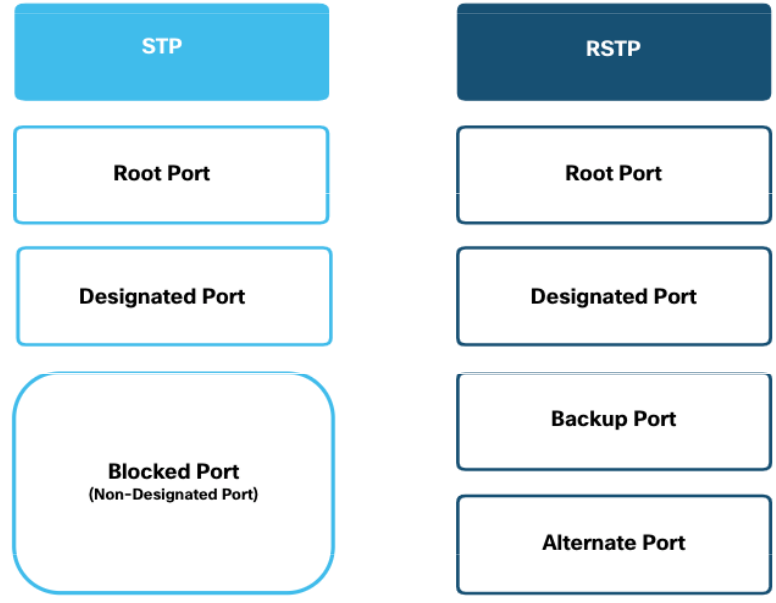 STP
RSTP
Root Port
Root Port
Designated Port
Designated Port
Blocked Port
(Non-Designated Port)
Backup Port
Alternate Port